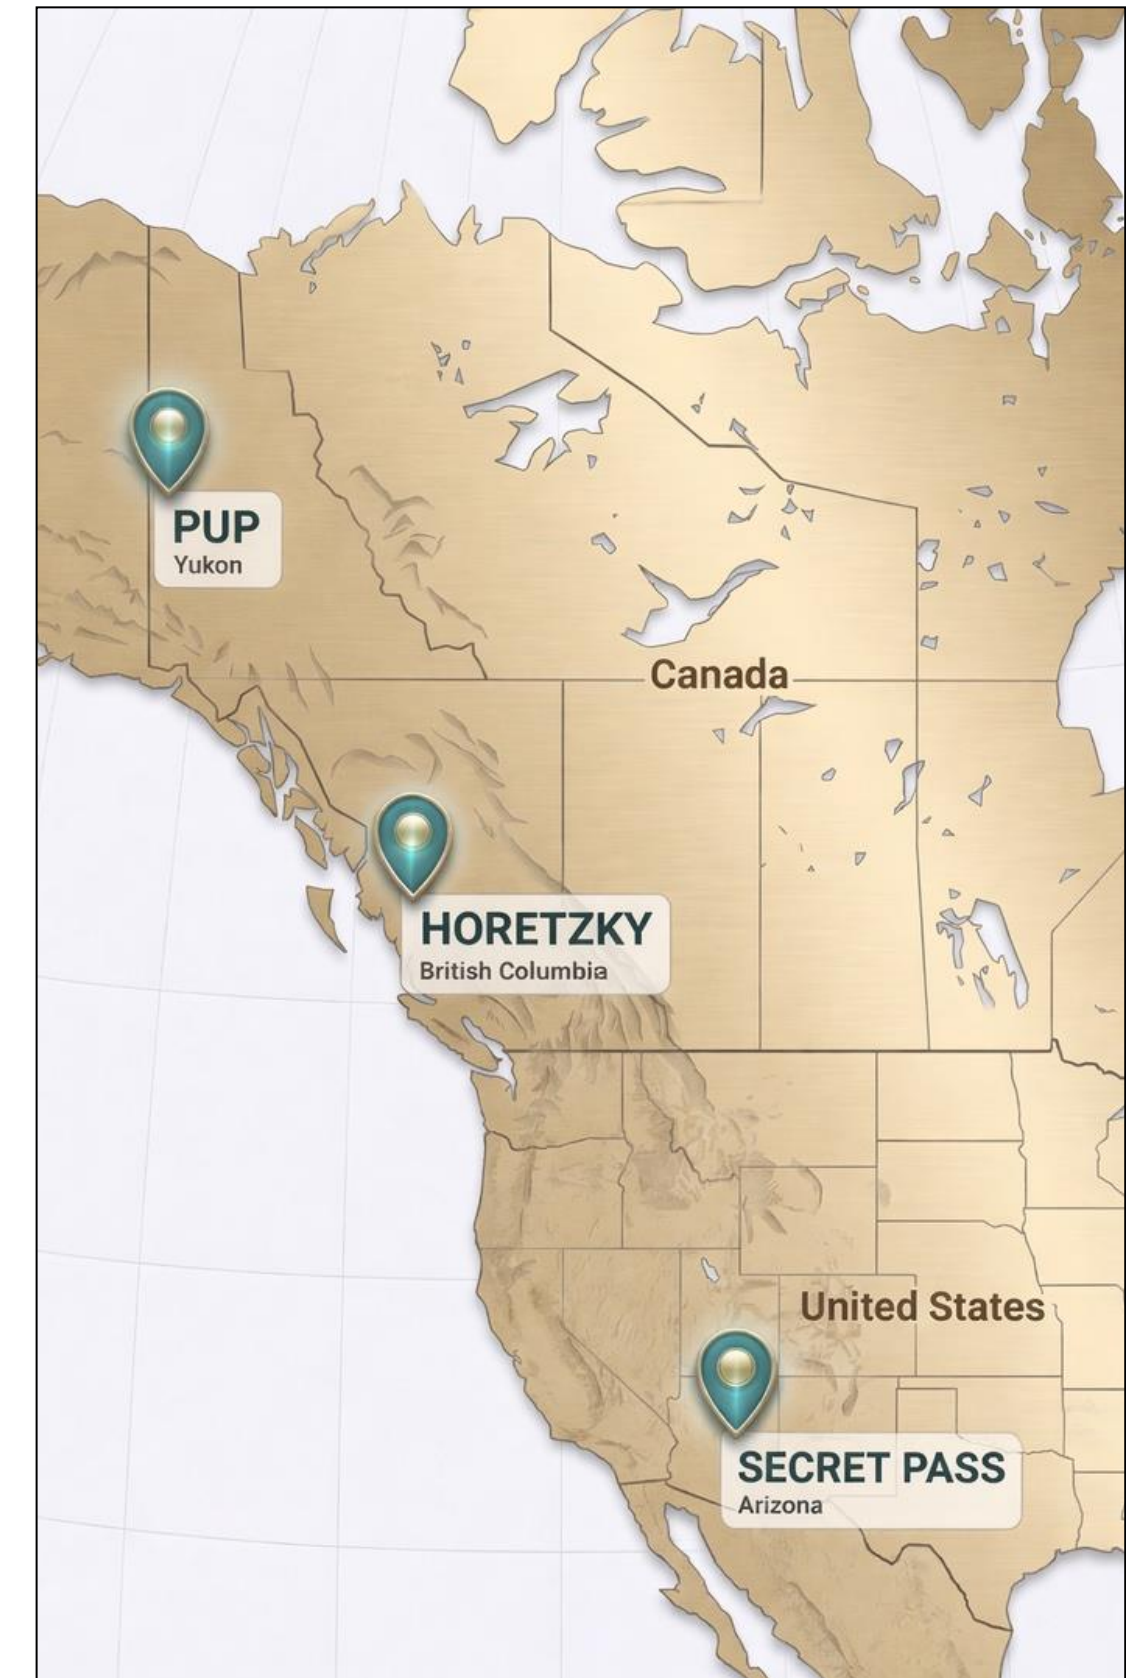 PUP
Yukon
Canada
HORETZKY
British Columbia
United States
SECRET PASS
Arizona